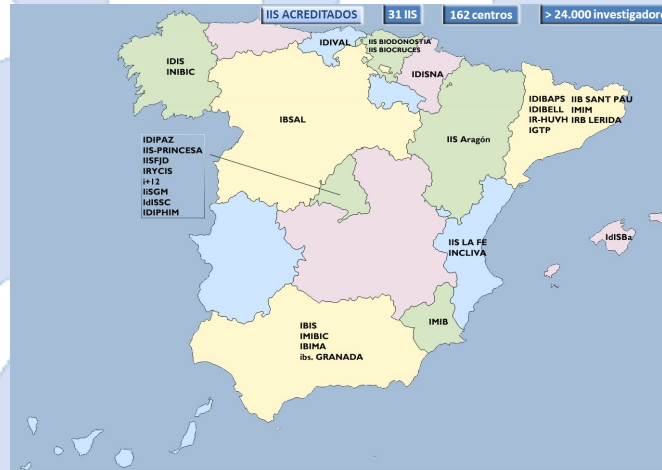 IIS ACREDITADOS
31 IIS
162 centros
> 24.000 investigadore
IDIS
INIBIC
IDIVAL
IIS BIODONOSTIA
IIS BIOCRUCES
IDISNA
IBSAL
IIS Aragón
IDIBAPS IIB SANT PAU
IDIBELL IMIM
IR-HUVH IRB LERIDA
IGTP
IDIPAZ
IIS-PRINCESA
IISFJD
IRYCIS
i+12
IiSGM
IdISSC
IDIPHIM
IIS LA FE
INCLIVA
IdISBa
IBIS
IMIBIC
IBIMA
ibs. GRANADA
IMIB